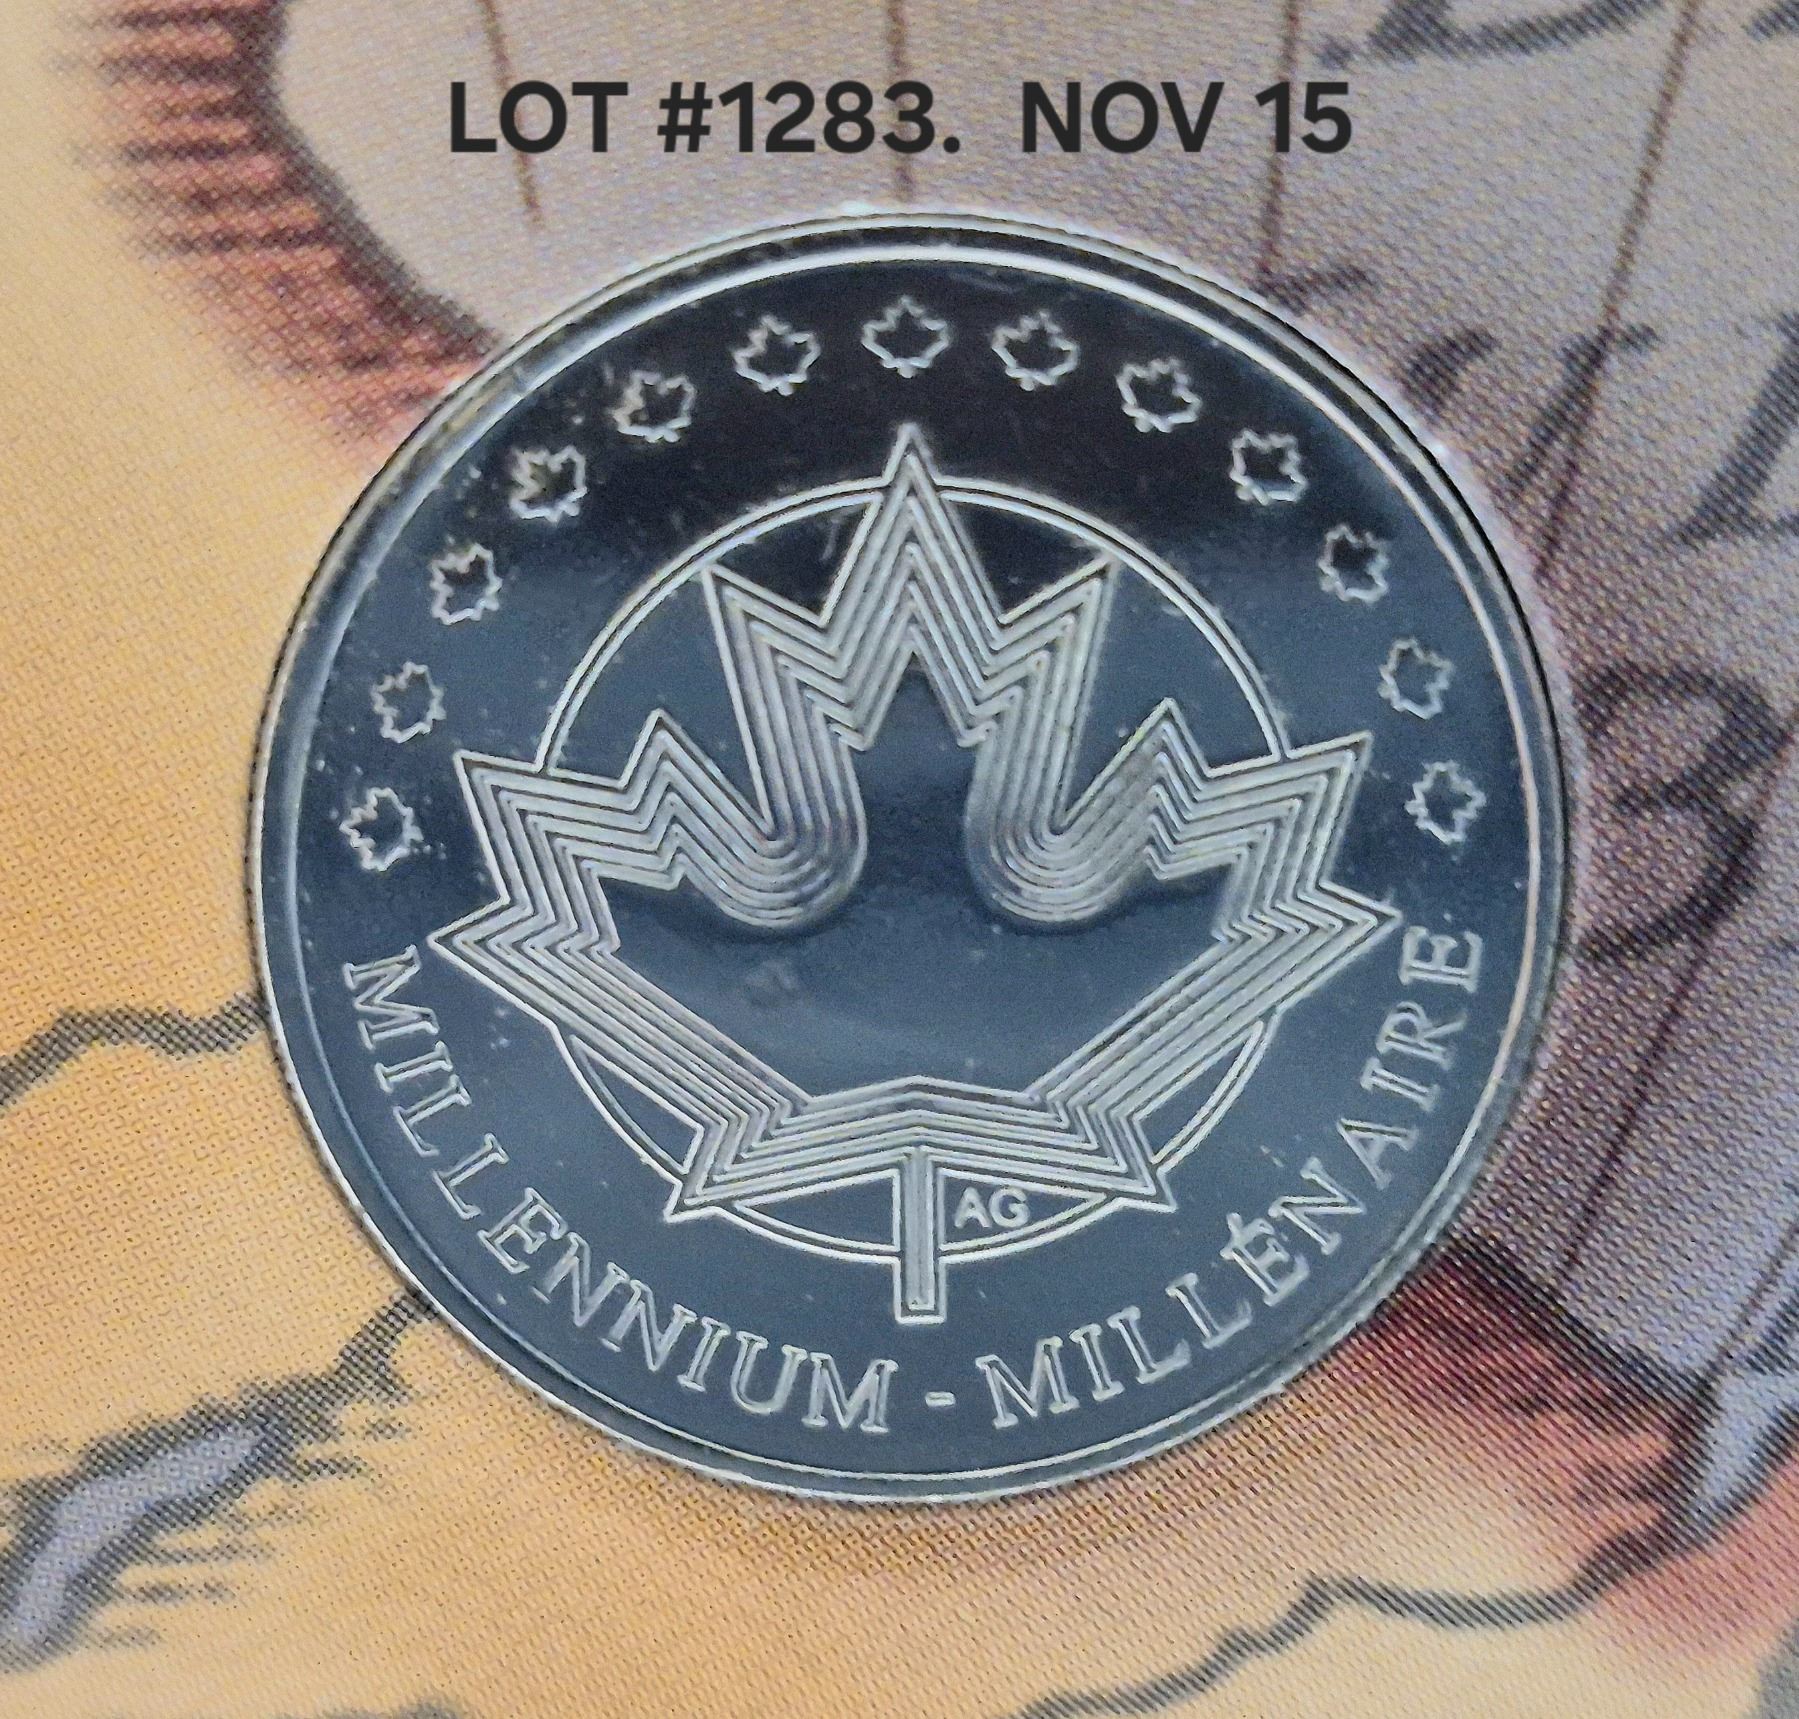 LOT #1283. NOV 15
AG
MILLENNIUM - MILLÉNAIRE